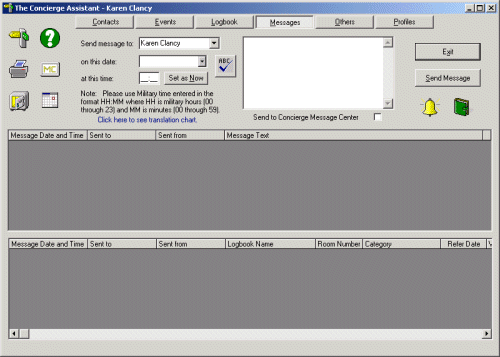 The Concierge Assistant - Karen Clancy
Contacts Events Logbook Messages Others Profiles
Send message to: Karen Clancy
on this date:
ABC
at this time: __:__ Set as Now
Note: Please use Military time entered in the
format HH:MM where HH is military hours (00
through 23) and MM is minutes (00 through 59).
Click here to see translation chart.
Send to Concierge Message Center
Exit
Send Message
MC
Message Date and Time Sent to Sent from Message Text
Message Date and Time Sent to Sent from Logbook Name Room Number Category Refer Date V